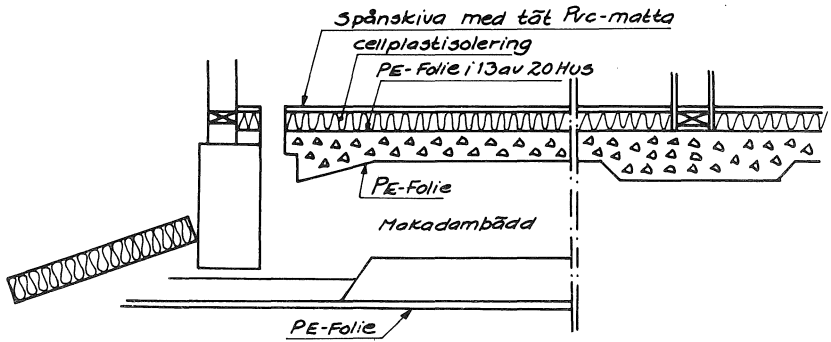 Spånskiva med tät Pvc-matta
cellplastisolering
PE-Folie i 13 av 20 Hus
PE-Folie
Makadambädd
PE-Folie